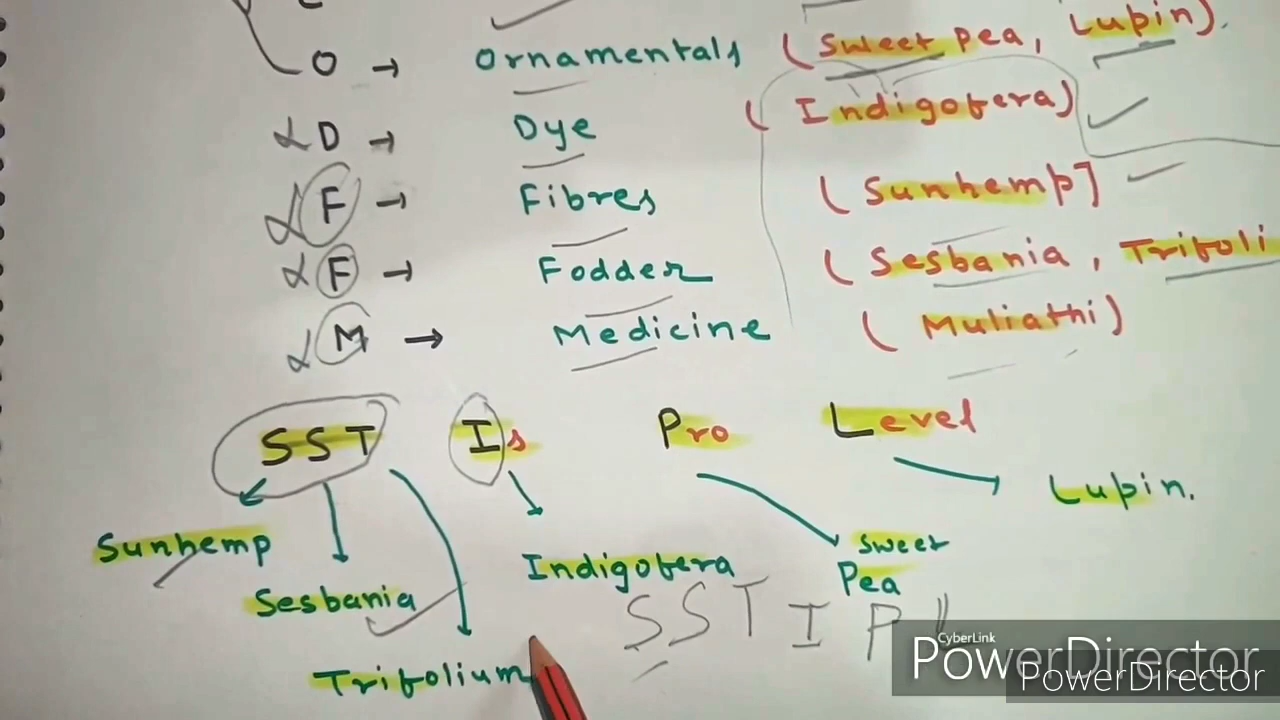 O → Ornamentals (Sweet pea, Lupin).
D → Dye (Indigofera)
F → Fibres (Sunhemp]
F → Fodder (Sesbania, Trifoli
M → Medicine (Muliathi)
SST Is Pro Level
Sunhemp
Sesbania
Trifolium
Indigofera
Sweet
Pea
Lupin.
SSTIPL
CyberLink
PowerDirector
PowerDirector